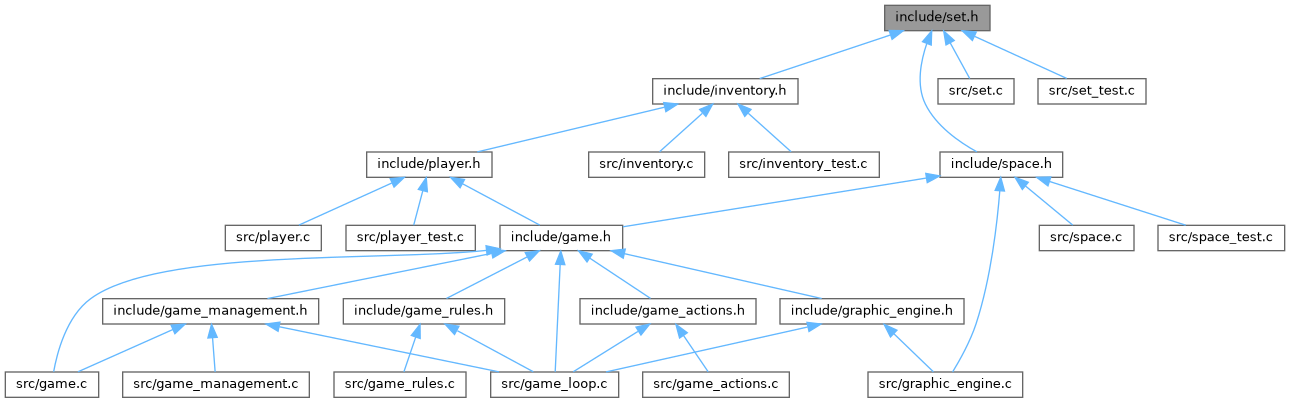 include/set.h
include/inventory.h
src/set.c
src/set_test.c
include/player.h
src/inventory.c
src/inventory_test.c
include/space.h
src/player.c
src/player_test.c
include/game.h
src/space.c
src/space_test.c
include/game_management.h
include/game_rules.h
include/game_actions.h
include/graphic_engine.h
src/game.c
src/game_management.c
src/game_rules.c
src/game_loop.c
src/game_actions.c
src/graphic_engine.c